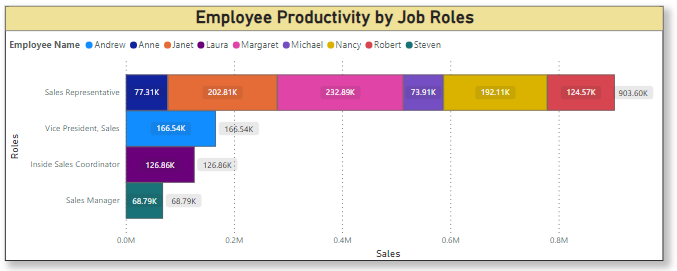 Employee Productivity by Job Roles
Employee Name Andrew Anne Janet Laura Margaret Michael Nancy Robert Steven
Sales Representative 77.31K 202.81K 232.89K 73.91K 192.11K 124.57K 903.60K
Vice President, Sales 166.54K 166.54K
Roles
Inside Sales Coordinator 126.86K 126.86K
Sales Manager 68.79K 68.79K
0.0M 0.2M 0.4M 0.6M 0.8M
Sales